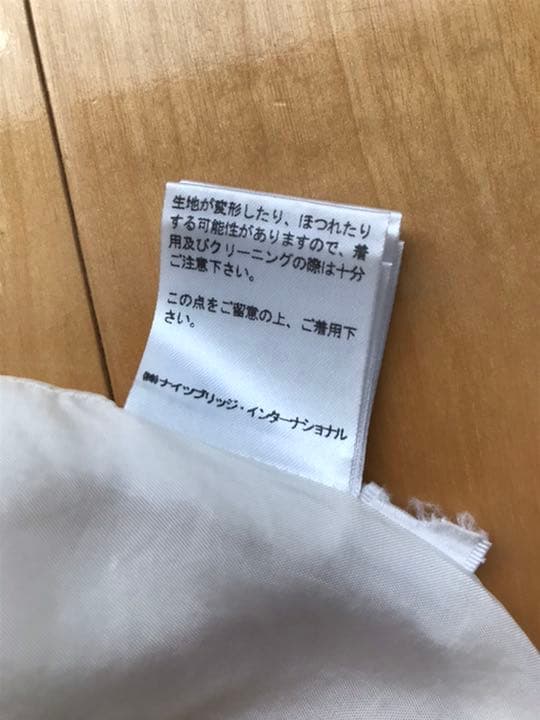 生地が変形したり、ほつれたり
する可能性がありますので、着
用及びクリーニングの際は十分
ご注意下さい。
この点をご留意の上、ご着用下
さい。
㈱ナイツブリッジ・インターナショナル